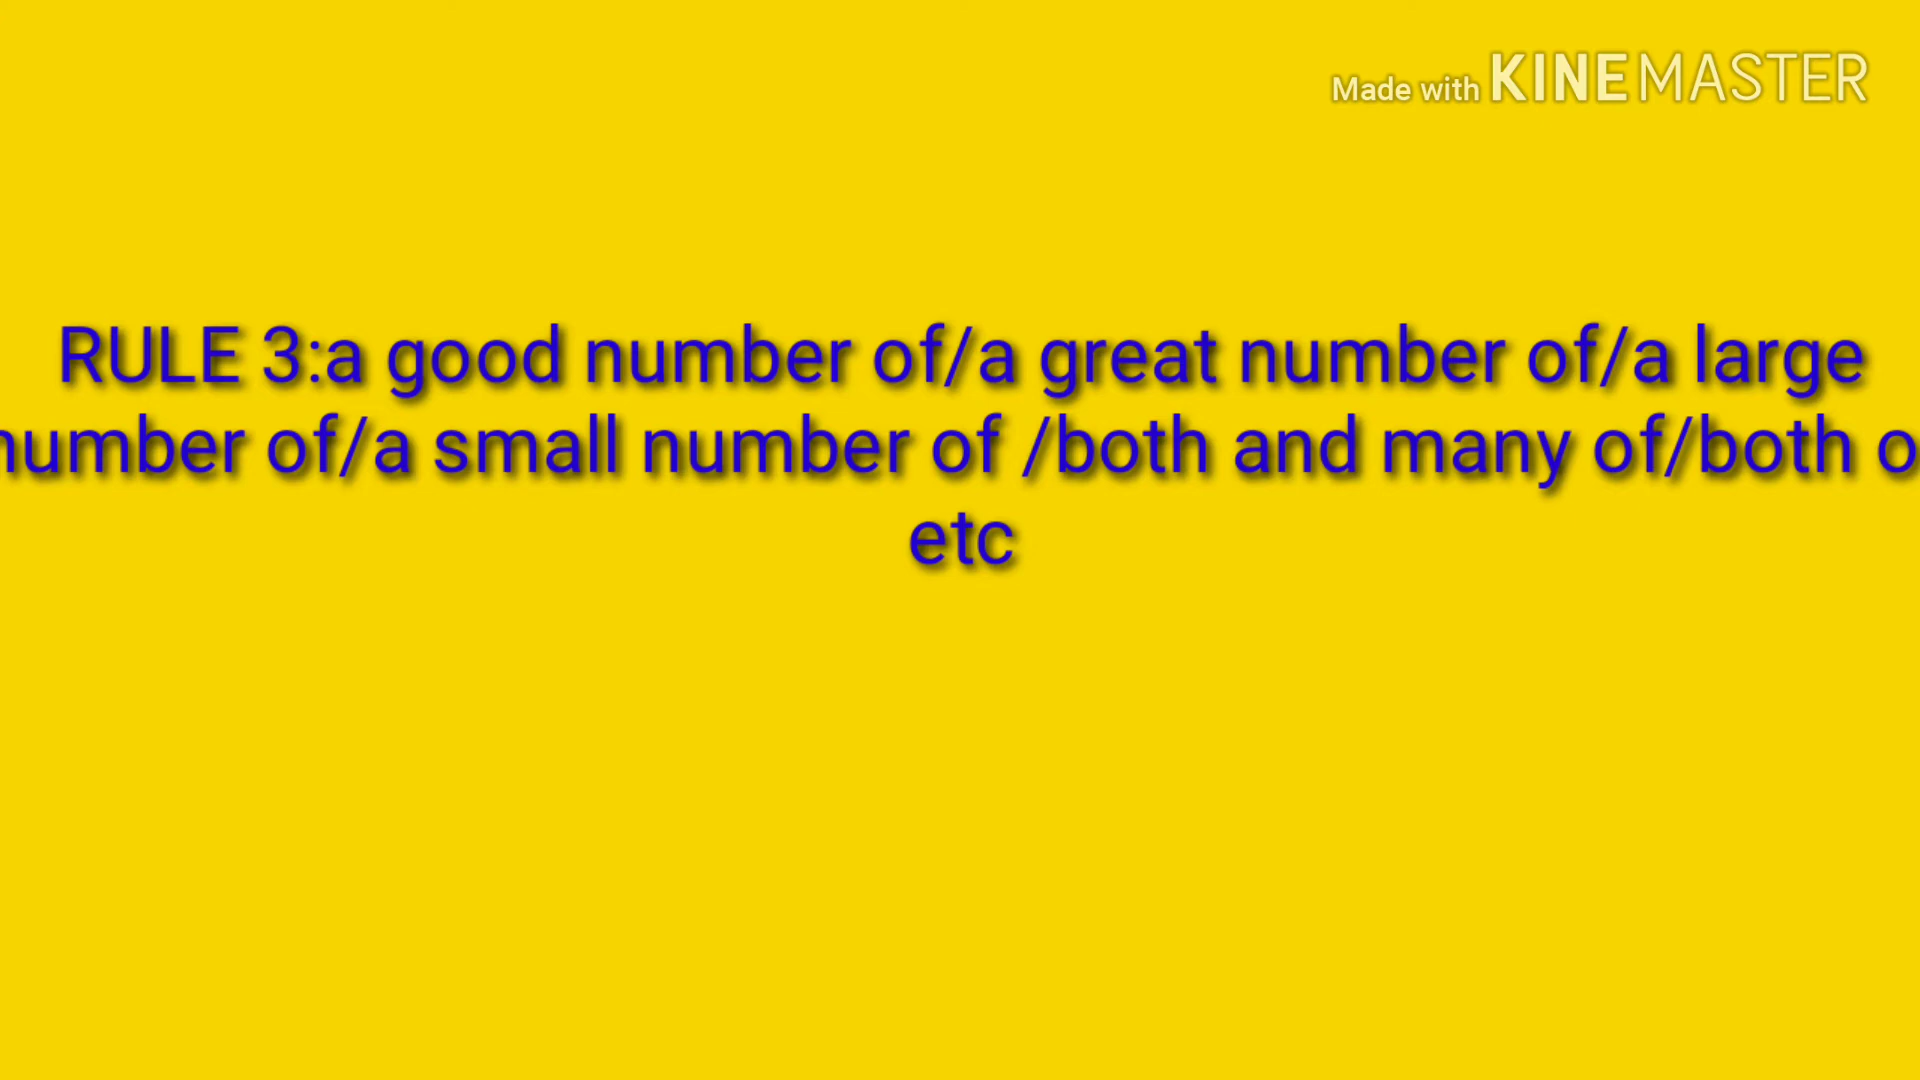 Made with KINEMASTER
RULE 3:a good number of/a great number of/a large
number of/a small number of /both and many of/both o
etc